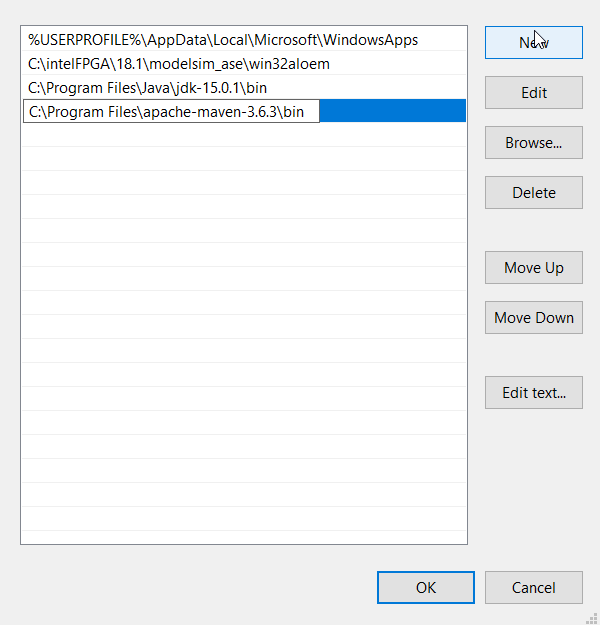 %USERPROFILE%\AppData\Local\Microsoft\WindowsApps
C:\intelFPGA\18.1\modelsim_ase\win32aloem
C:\Program Files\Java\jdk-15.0.1\bin
C:\Program Files\apache-maven-3.6.3\bin
New
Edit
Browse...
Delete
Move Up
Move Down
Edit text...
OK
Cancel